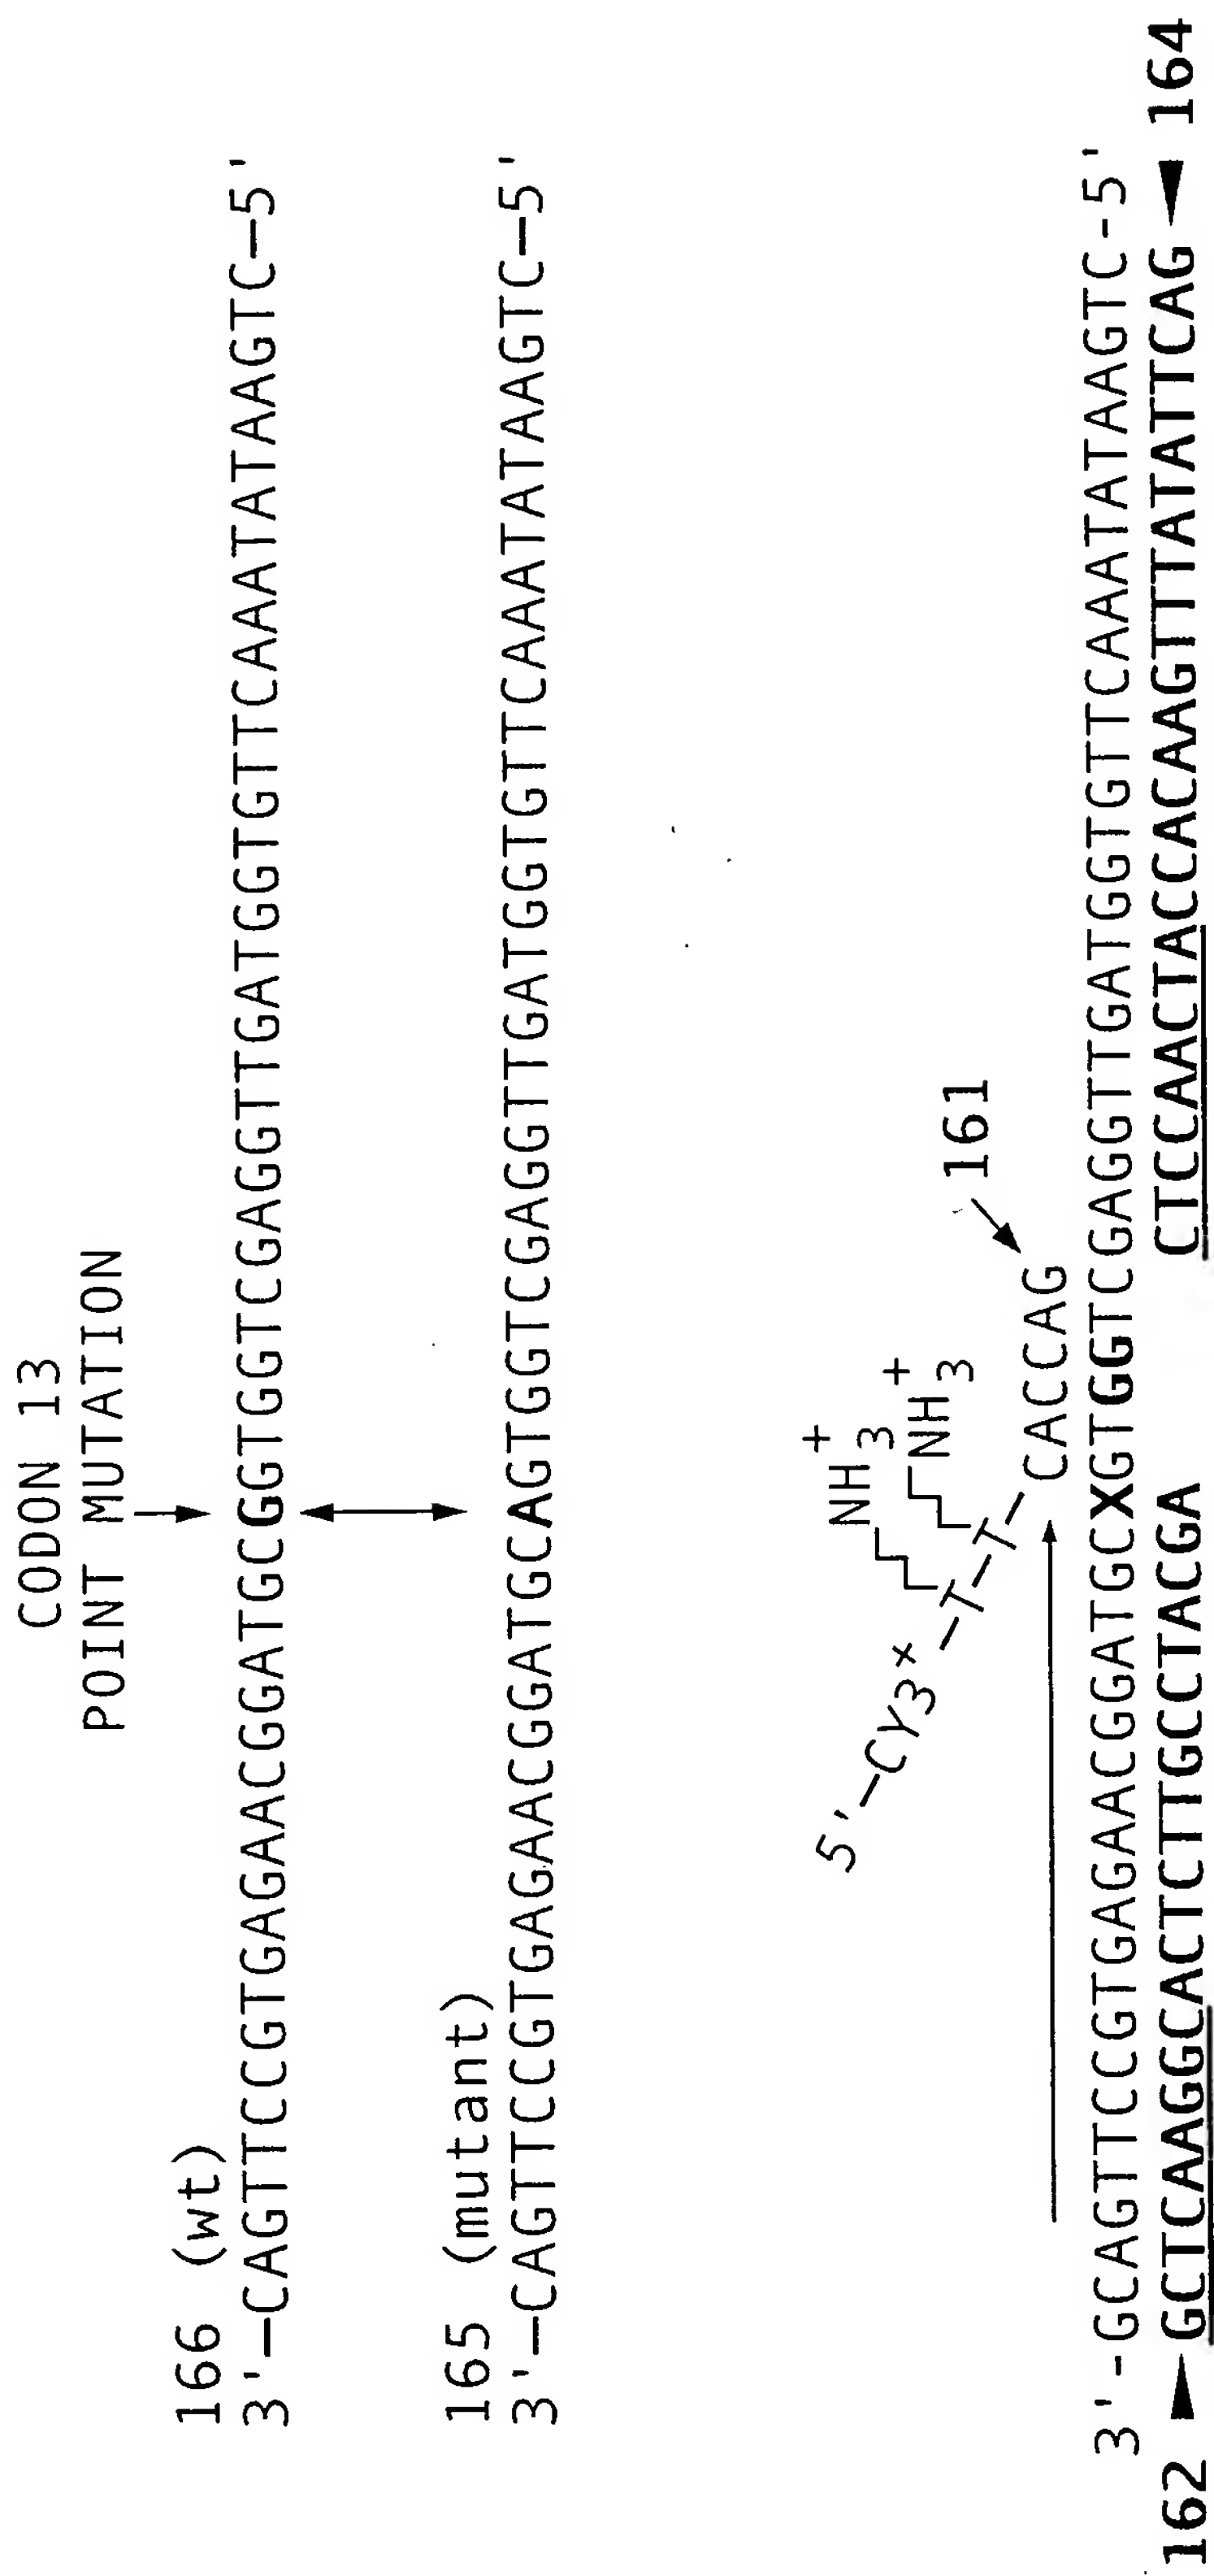 CODON 13
POINT MUTATION
166 (wt)
3'—CAGTTCCGTGAGAACGGATGCGGTGGTCGAGGTTGATGGTGTTCAAATATAAGTC—5'
165 (mutant)
3'—CAGTTCCGTGAGAACGGATGCAGTGGTCGAGGTTGATGGTGTTCAAATATAAGTC—5'
NH3+
NH3+
161
5'—CY3x—T—T—CACCAG
3'-GCAGTTCCGTGAGAACGGATGCXGTGGTCGAGGTTGATGGTGTTCAAATATAAGTC-5'
162 ► GCTCAAGGCACTCTTGCCTACGA CTCCAACTACCACAAGTTTATATTCAG ◄ 164